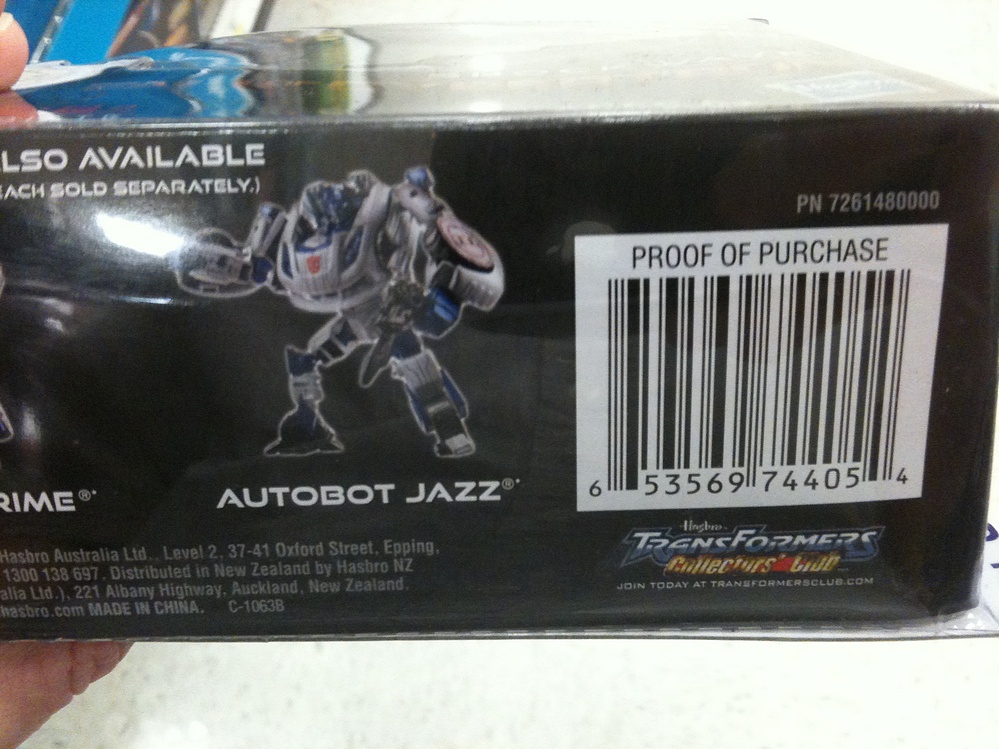 LSO AVAILABLE
EACH SOLD SEPARATELY.)
PN 7261480000
PROOF OF PURCHASE
6 53569 74405 4
RIME®
AUTOBOT JAZZ®
Hasbro Australia Ltd., Level 2, 37-41 Oxford Street, Epping,
1300 138 697. Distributed in New Zealand by Hasbro NZ
alia Ltd.), 221 Albany Highway, Auckland, New Zealand.
hasbro.com MADE IN CHINA. C-1063B
Hasbro
TRANSFORMERS
Collectors' Club
JOIN TODAY AT TRANSFORMERSCLUB.COM